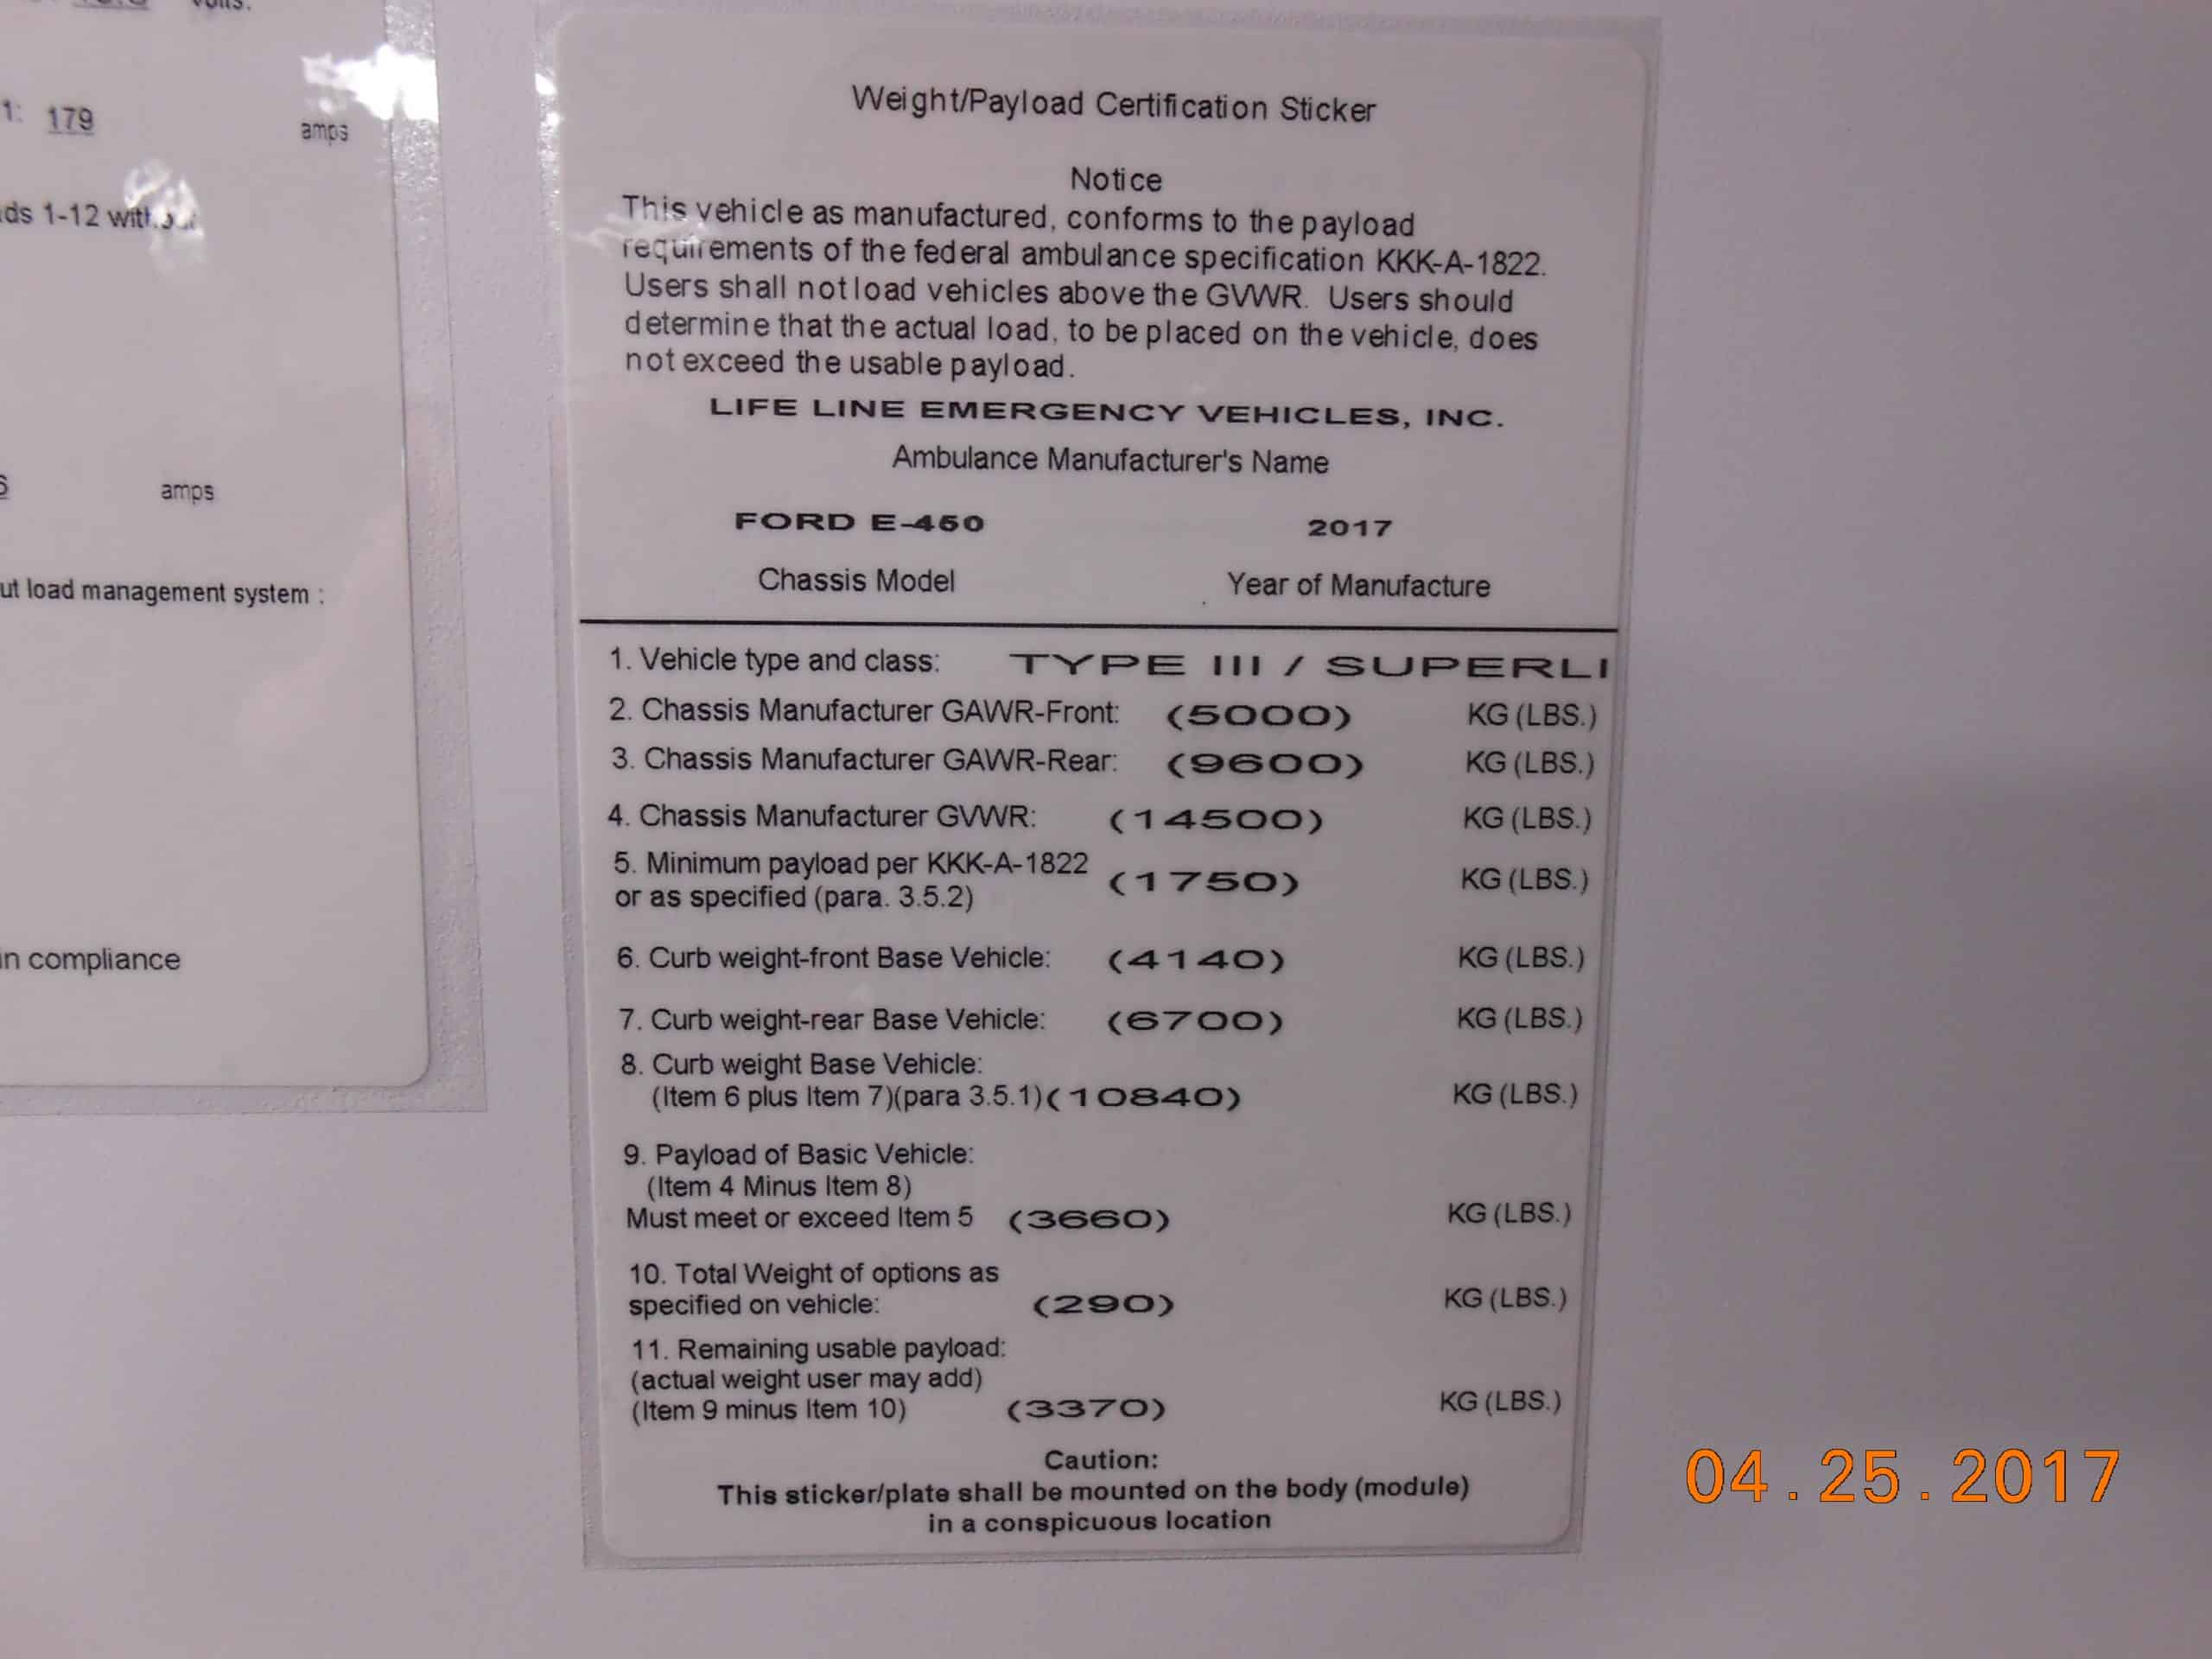 volts.
1: 179 amps
ds 1-12 without
amps
ut load management system :
in compliance
Weight/Payload Certification Sticker
Notice
This vehicle as manufactured, conforms to the payload
requirements of the federal ambulance specification KKK-A-1822.
Users shall not load vehicles above the GVWR. Users should
determine that the actual load, to be placed on the vehicle, does
not exceed the usable payload.
LIFE LINE EMERGENCY VEHICLES, INC.
Ambulance Manufacturer's Name
FORD E-450 2017
Chassis Model Year of Manufacture
1. Vehicle type and class: TYPE III / SUPERLI
2. Chassis Manufacturer GAWR-Front: (5000) KG (LBS.)
3. Chassis Manufacturer GAWR-Rear: (9600) KG (LBS.)
4. Chassis Manufacturer GVWR: (14500) KG (LBS.)
5. Minimum payload per KKK-A-1822
or as specified (para. 3.5.2) (1750) KG (LBS.)
6. Curb weight-front Base Vehicle: (4140) KG (LBS.)
7. Curb weight-rear Base Vehicle: (6700) KG (LBS.)
8. Curb weight Base Vehicle:
(Item 6 plus Item 7)(para 3.5.1) (10840) KG (LBS.)
9. Payload of Basic Vehicle:
(Item 4 Minus Item 8)
Must meet or exceed Item 5 (3660) KG (LBS.)
10. Total Weight of options as
specified on vehicle: (290) KG (LBS.)
11. Remaining usable payload:
(actual weight user may add)
(Item 9 minus Item 10) (3370) KG (LBS.)
Caution:
This sticker/plate shall be mounted on the body (module)
in a conspicuous location
04.25.2017